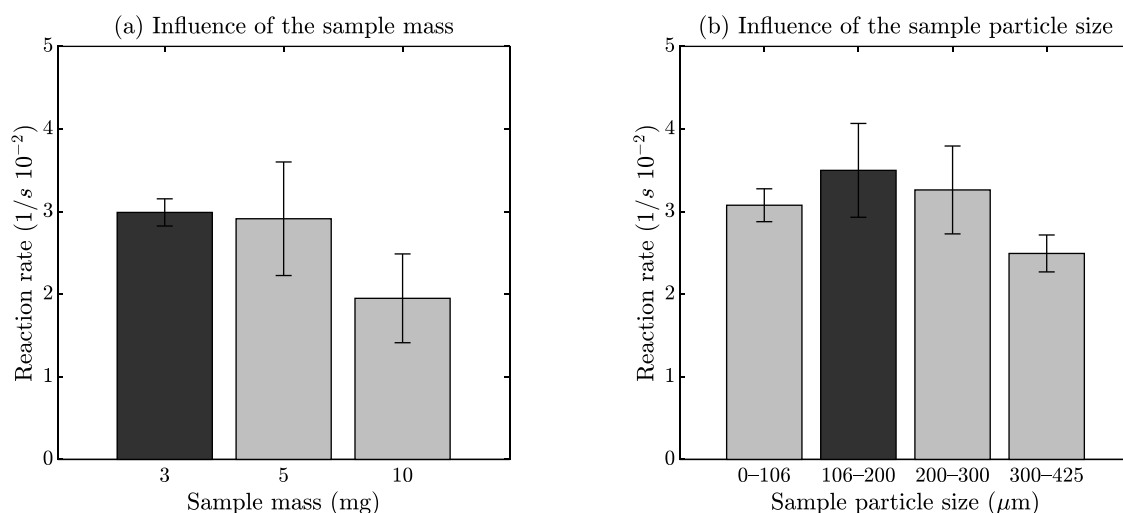 (a) Influence of the sample mass
5
4
3
2
1
0
Reaction rate (1/s 10⁻²)
3 5 10
Sample mass (mg)
(b) Influence of the sample particle size
5
4
3
2
1
0
Reaction rate (1/s 10⁻²)
0–106 106–200 200–300 300–425
Sample particle size (μm)